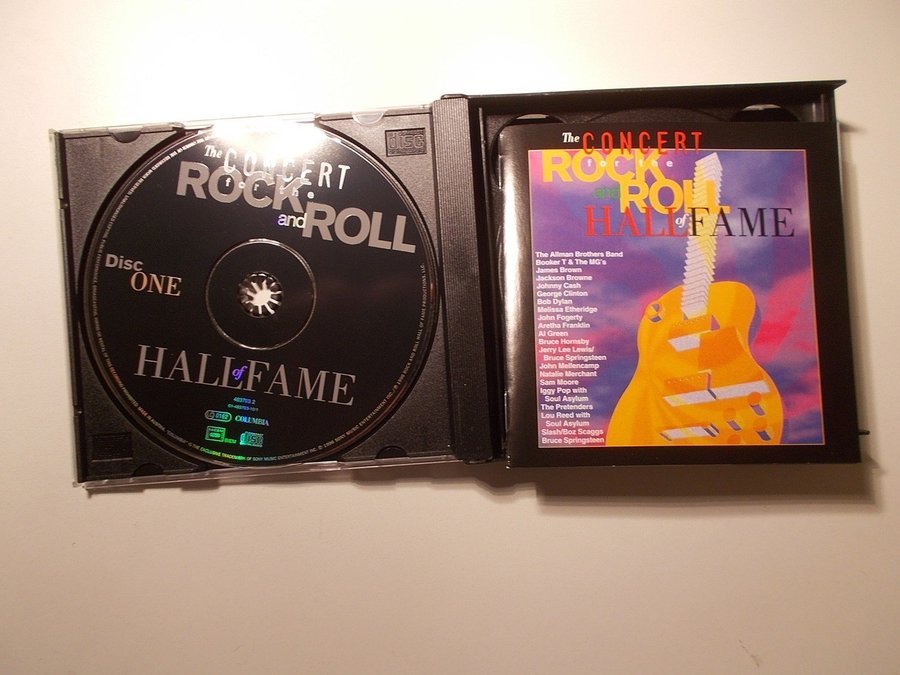 The CONCERT
for the
ROCK
and ROLL
Disc
ONE
HALL of FAME
483793 2
01-483793-10/1
COLUMBIA
The CONCERT
for the
ROCK
and ROLL
HALL of FAME
The Allman Brothers Band
Booker T & The MG's
James Brown
Jackson Browne
Johnny Cash
George Clinton
Bob Dylan
Melissa Etheridge
John Fogerty
Aretha Franklin
Al Green
Bruce Hornsby
Jerry Lee Lewis/
Bruce Springsteen
John Mellencamp
Natalie Merchant
Sam Moore
Iggy Pop with
Soul Asylum
The Pretenders
Lou Reed with
Soul Asylum
Slash/Boz Scaggs
Bruce Springsteen